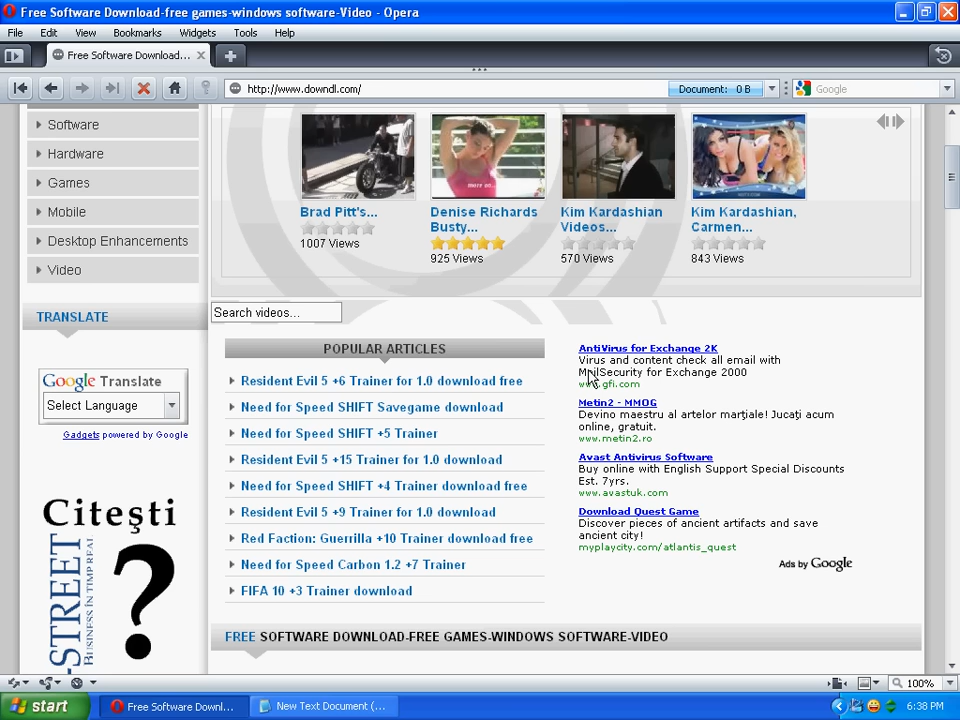 Free Software Download-free games-windows software-Video - Opera
File Edit View Bookmarks Widgets Tools Help
Free Software Download...
http://www.downdl.com/ Document: 0 B Google
Software
Hardware
Games
Mobile
Desktop Enhancements
Video
Brad Pitt's...
1007 Views
Denise Richards
Busty...
925 Views
Kim Kardashian
Videos...
570 Views
Kim Kardashian,
Carmen...
843 Views
TRANSLATE
Google Translate
Select Language
Gadgets powered by Google
Citeşti
-STREET
BUSINESS ÎN TIMP REAL
?
Search videos...
POPULAR ARTICLES
Resident Evil 5 +6 Trainer for 1.0 download free
Need for Speed SHIFT Savegame download
Need for Speed SHIFT +5 Trainer
Resident Evil 5 +15 Trainer for 1.0 download
Need for Speed SHIFT +4 Trainer download free
Resident Evil 5 +9 Trainer for 1.0 download
Red Faction: Guerrilla +10 Trainer download free
Need for Speed Carbon 1.2 +7 Trainer
FIFA 10 +3 Trainer download
AntiVirus for Exchange 2K
Virus and content check all email with
MailSecurity for Exchange 2000
www.gfi.com
Metin2 - MMOG
Devino maestru al artelor marţiale! Jucaţi acum
online, gratuit.
www.metin2.ro
Avast Antivirus Software
Buy online with English Support Special Discounts
Est. 7yrs.
www.avastuk.com
Download Quest Game
Discover pieces of ancient artifacts and save
ancient city!
myplaycity.com/atlantis_quest
Ads by Google
FREE SOFTWARE DOWNLOAD-FREE GAMES-WINDOWS SOFTWARE-VIDEO
100%
start Free Software Downl... New Text Document (... 6:38 PM